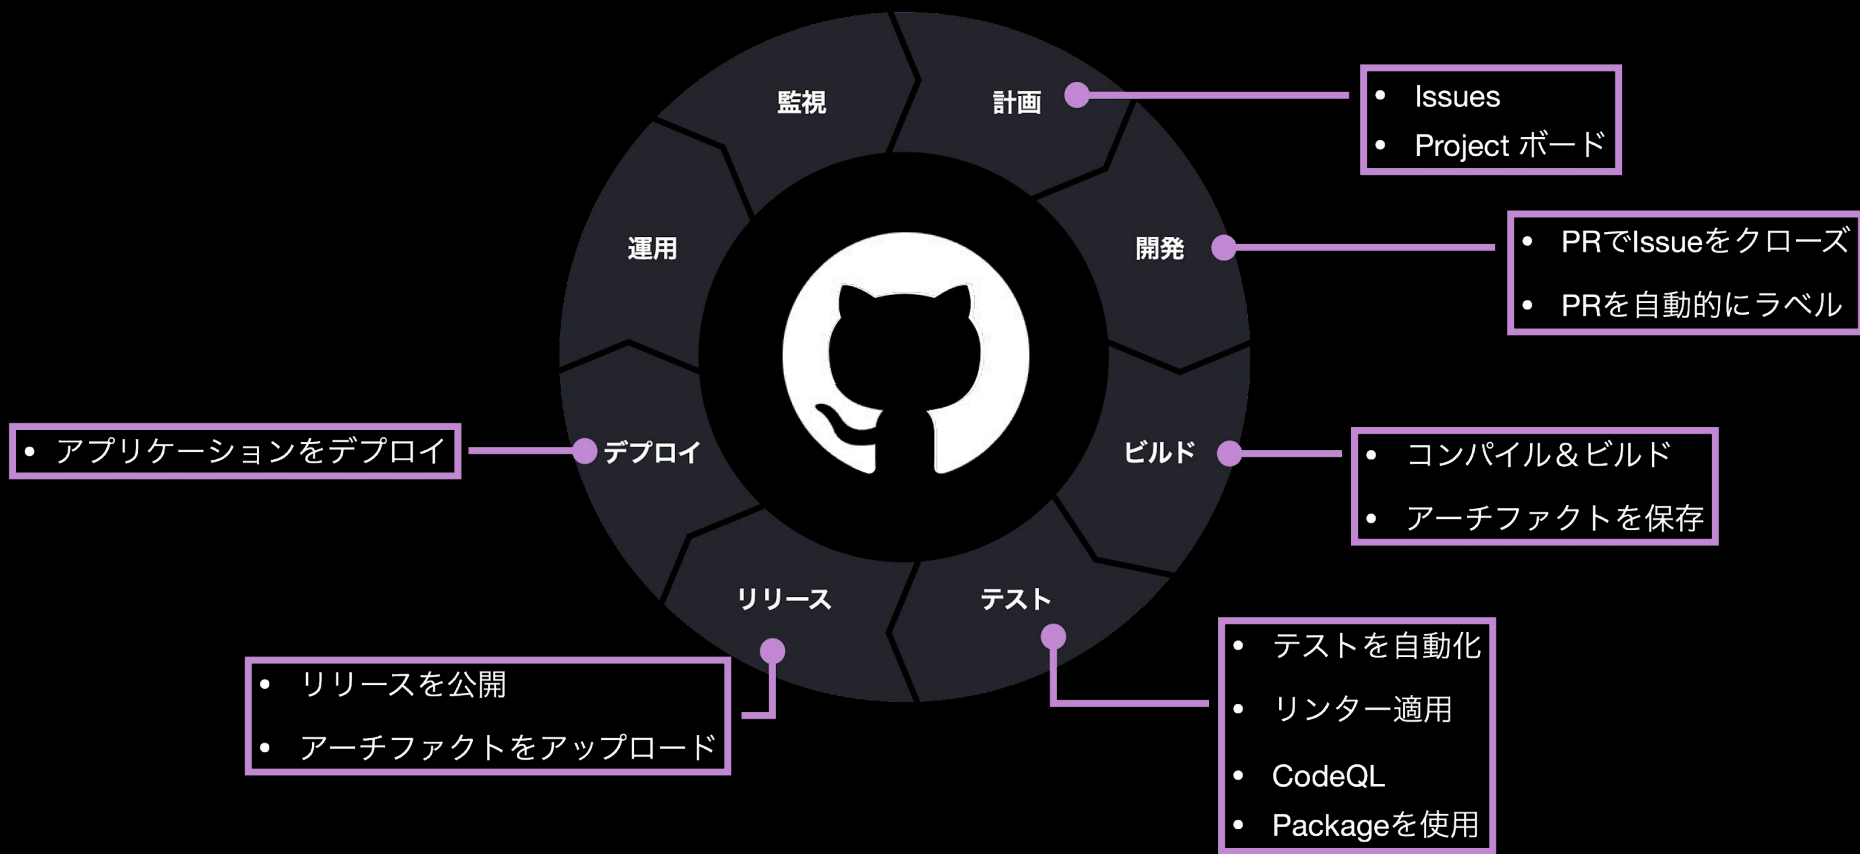 監視
計画
• Issues
• Project ボード
運用
開発
• PRでIssueをクローズ
• PRを自動的にラベル
• アプリケーションをデプロイ
デプロイ
ビルド
• コンパイル＆ビルド
• アーチファクトを保存
リリース
テスト
• リリースを公開
• アーチファクトをアップロード
• テストを自動化
• リンター適用
• CodeQL
• Packageを使用